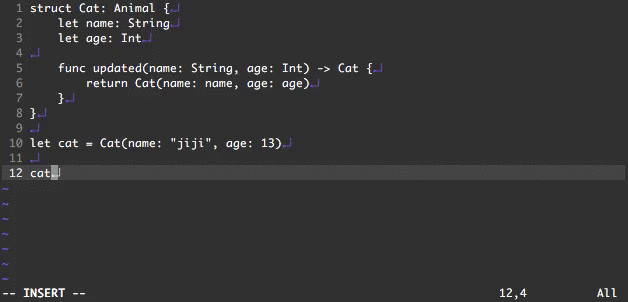 1 struct Cat: Animal {
2     let name: String
3     let age: Int
4
5     func updated(name: String, age: Int) -> Cat {
6         return Cat(name: name, age: age)
7     }
8 }
9
10 let cat = Cat(name: "jiji", age: 13)
11
12 cat
~
~
~
~
~
~
~
-- INSERT -- 12,4 All